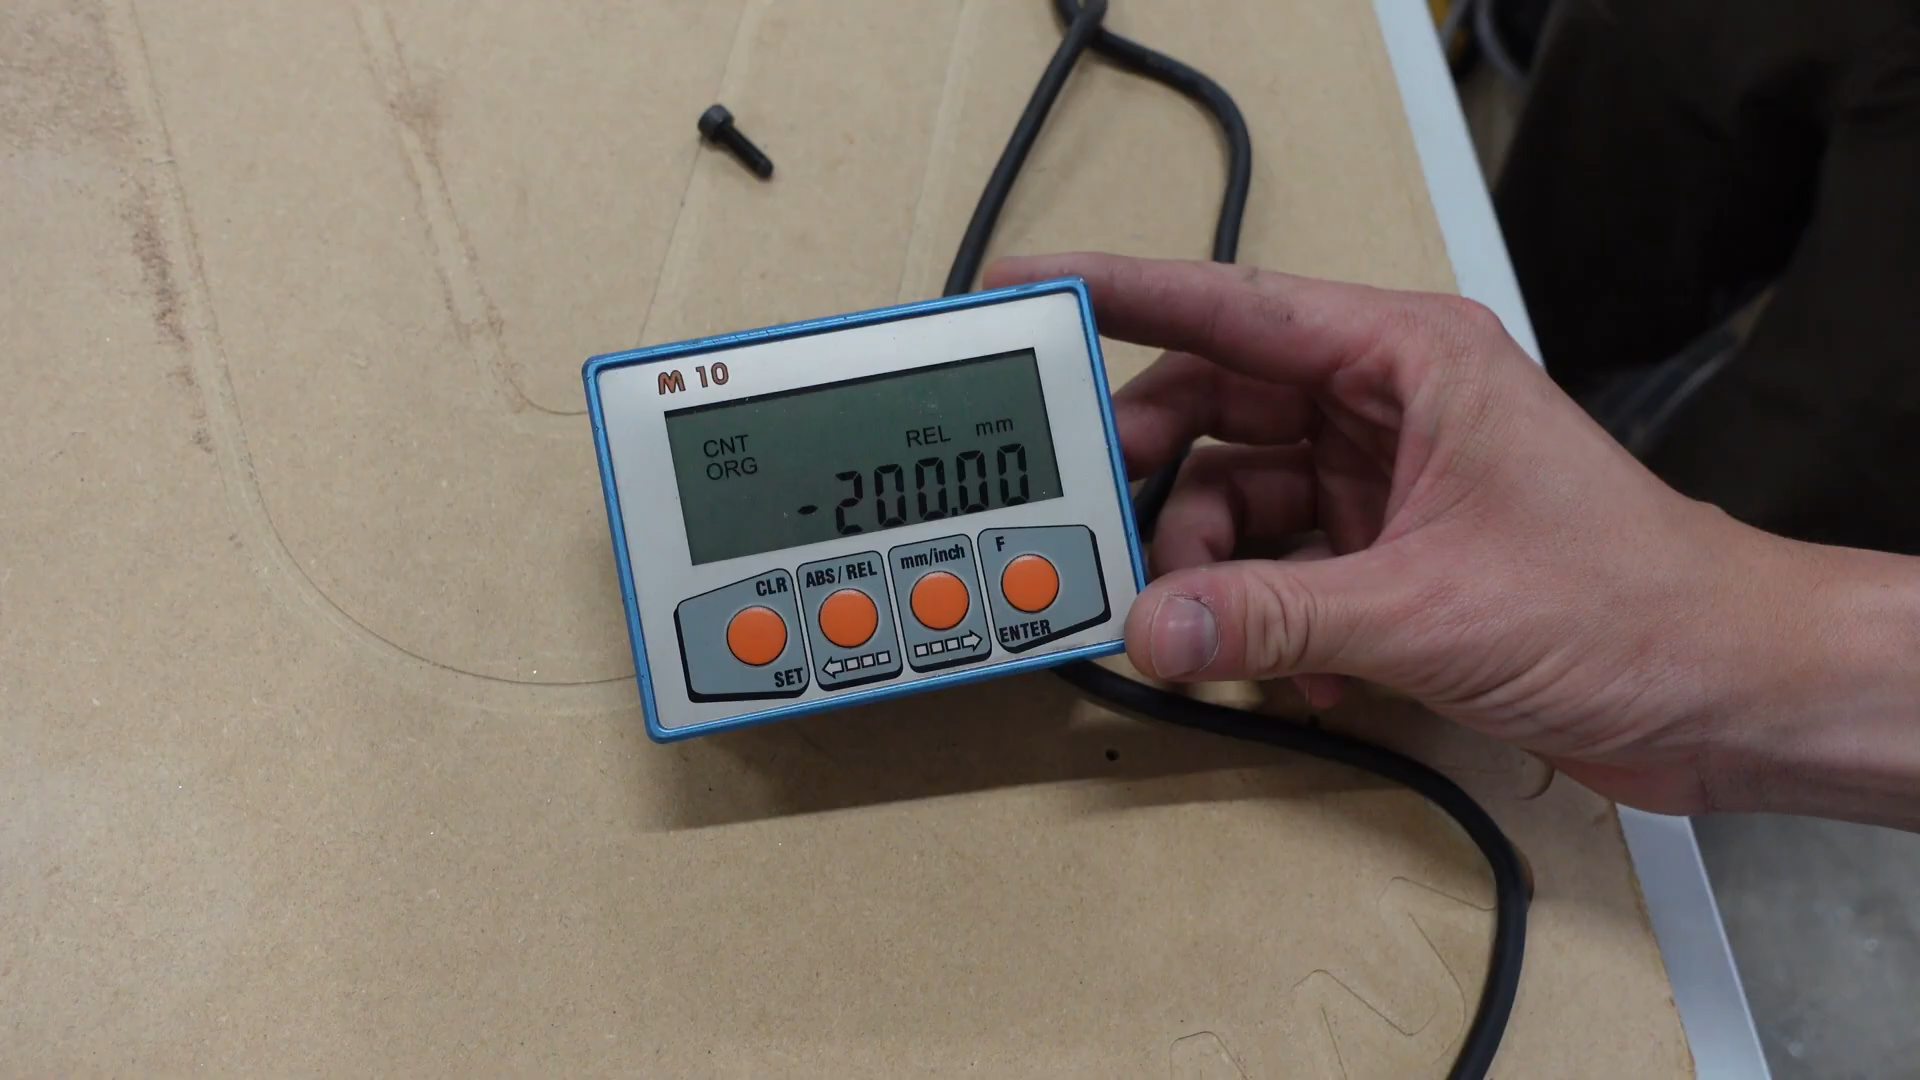 M 10
CNT REL mm
ORG
-200.00
CLR ABS/REL mm/inch F
SET ENTER